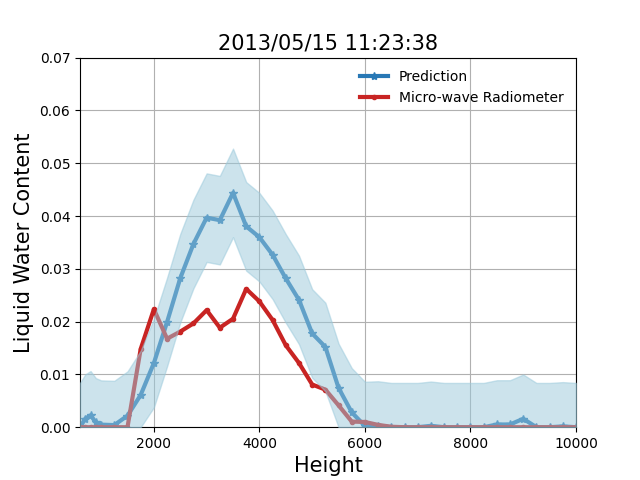 2013/05/15 11:23:38
0.07
0.06
0.05
0.04
0.03
0.02
0.01
0.00
Liquid Water Content
Prediction
Micro-wave Radiometer
2000 4000 6000 8000 10000
Height